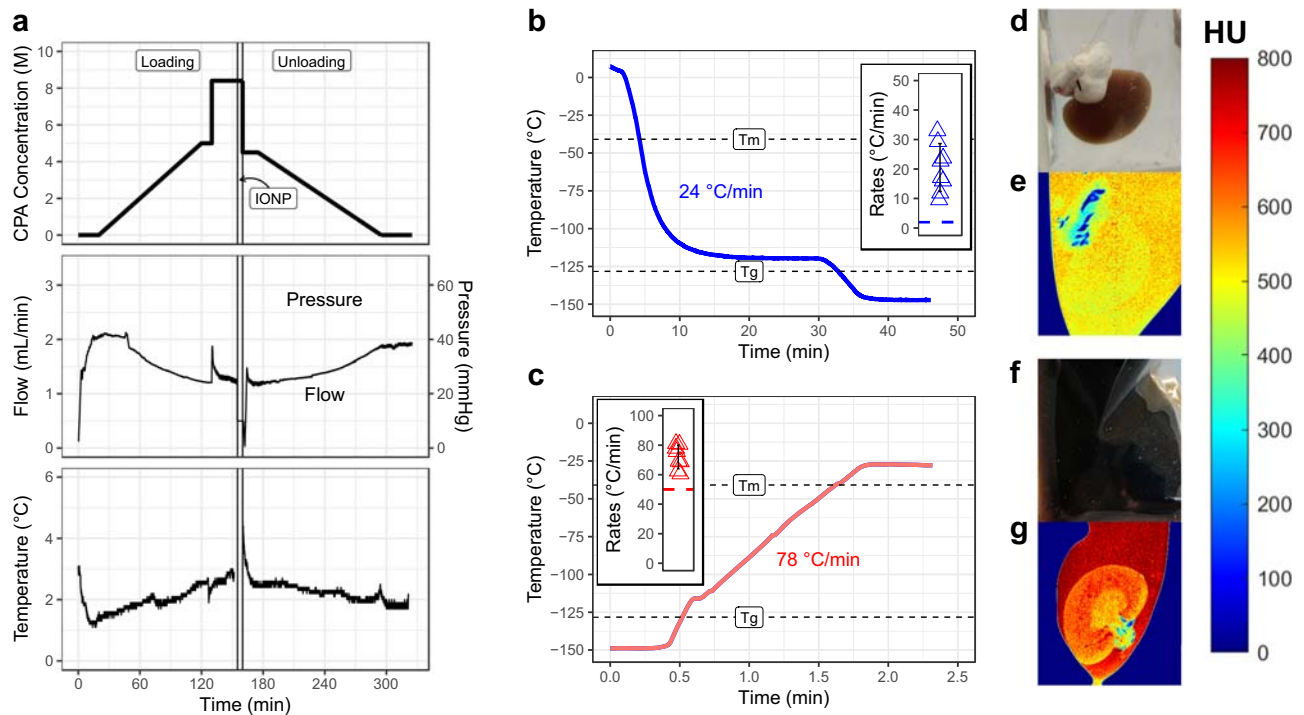 a
CPA Concentration (M)
10
8
6
4
2
0
Loading
Unloading
IONP
Flow (mL/min)
3
2
1
0
Pressure
Flow
60
40
20
0
Pressure (mmHg)
Temperature (°C)
6
4
2
0
0
60
120
180
240
300
Time (min)
b
Temperature (°C)
0
−25
−50
−75
−100
−125
−150
Tm
24 °C/min
Tg
Rates (°C/min)
50
40
30
20
10
0
0
10
20
30
40
50
Time (min)
c
Temperature (°C)
0
−25
−50
−75
−100
−125
−150
Rates (°C/min)
100
80
60
40
20
0
Tm
78 °C/min
Tg
0.0
0.5
1.0
1.5
2.0
2.5
Time (min)
d
e
f
g
HU
800
700
600
500
400
300
200
100
0